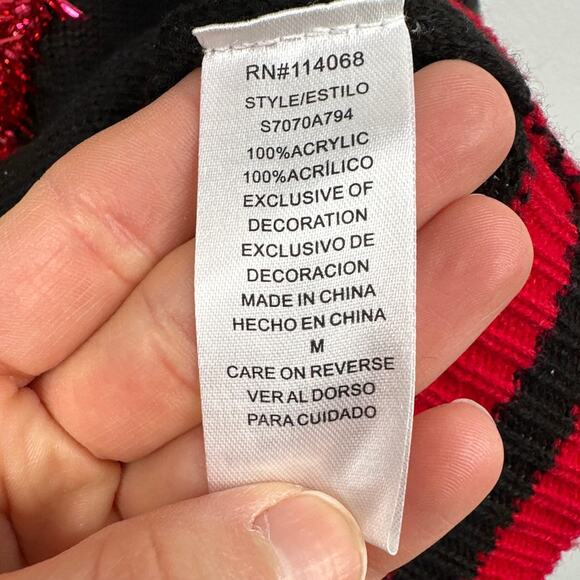 RN#114068
STYLE/ESTILO
S7070A794
100%ACRYLIC
100%ACRÍLICO
EXCLUSIVE OF
DECORATION
EXCLUSIVO DE
DECORACION
MADE IN CHINA
HECHO EN CHINA
M
CARE ON REVERSE
VER AL DORSO
PARA CUIDADO